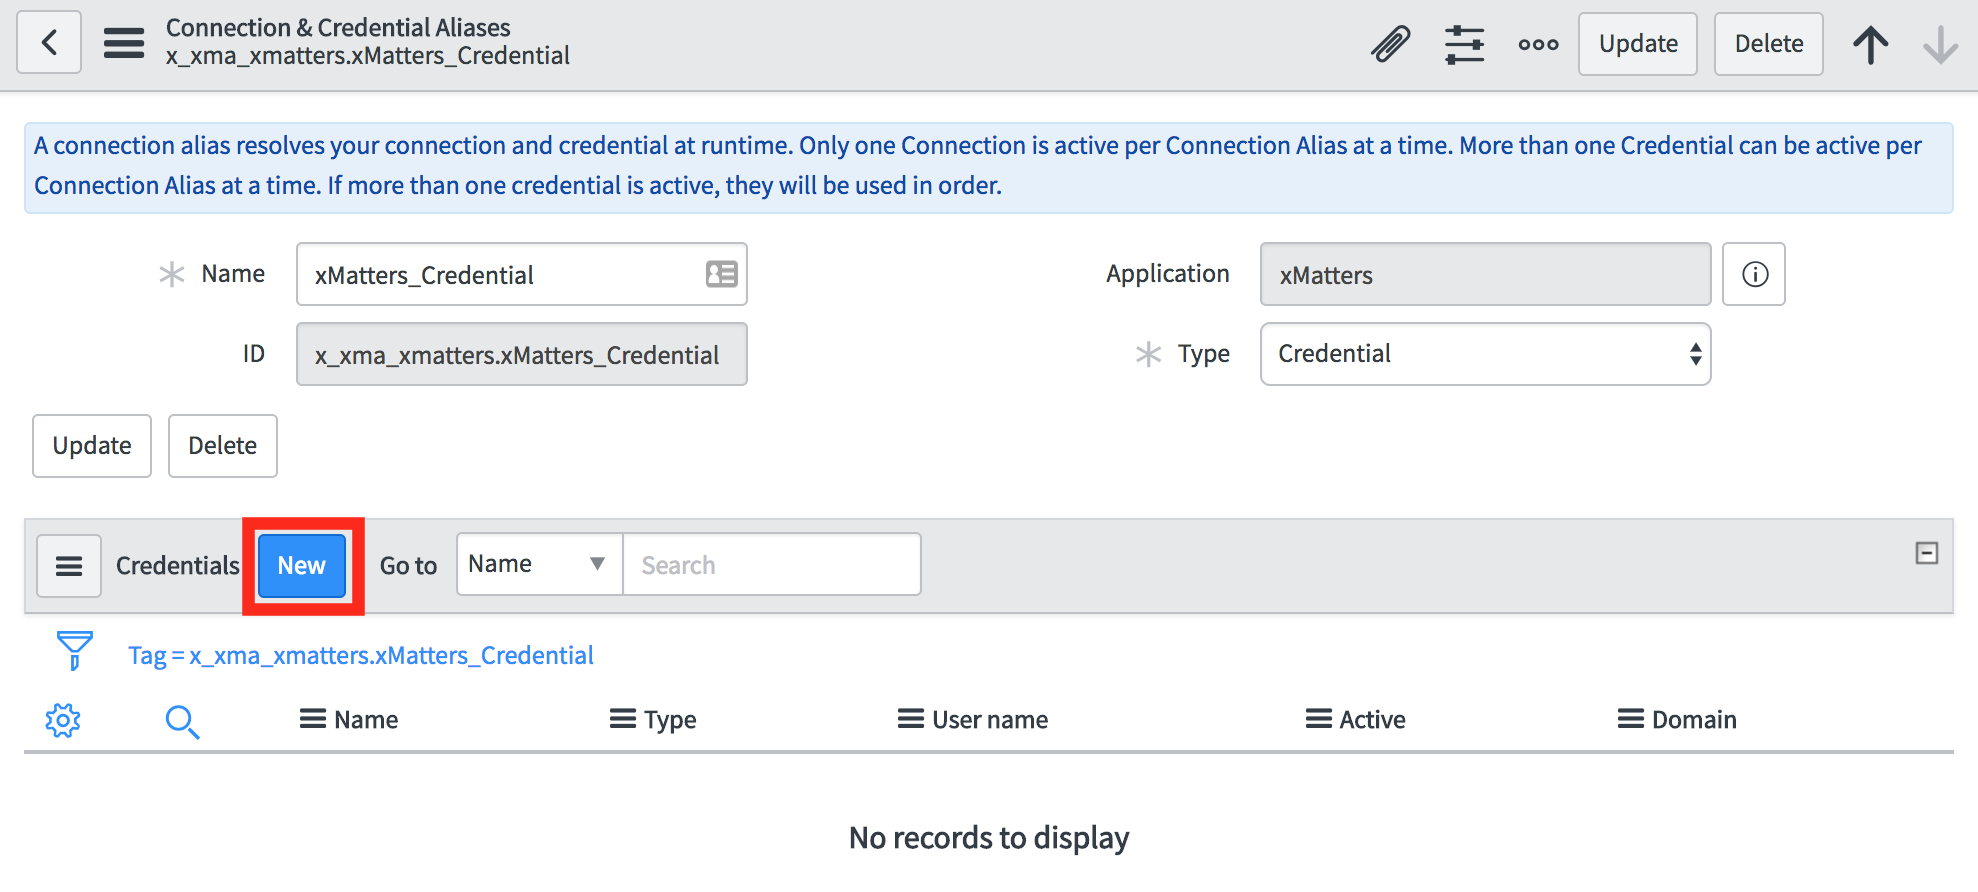 Connection & Credential Aliases
x_xma_xmatters.xMatters_Credential
Update
Delete
A connection alias resolves your connection and credential at runtime. Only one Connection is active per Connection Alias at a time. More than one Credential can be active per
Connection Alias at a time. If more than one credential is active, they will be used in order.
Name
xMatters_Credential
Application
xMatters
ID
x_xma_xmatters.xMatters_Credential
Type
Credential
Update
Delete
Credentials
New
Go to
Name
Search
Tag = x_xma_xmatters.xMatters_Credential
Name
Type
User name
Active
Domain
No records to display